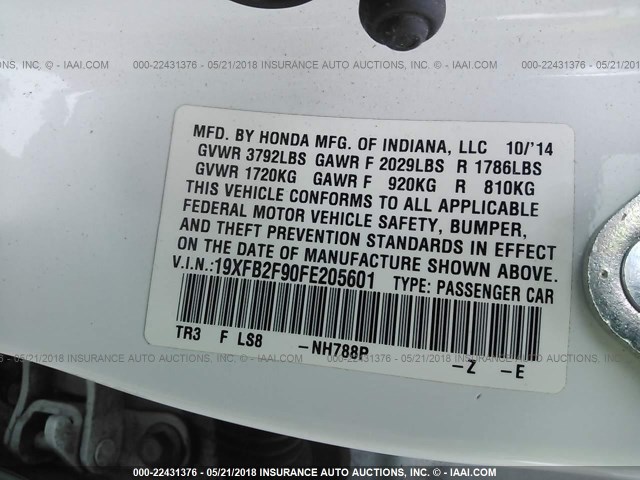 000-22431376 - 05/21/2018 INSURANCE AUTO AUCTIONS, INC. - IAAI.COM
MFD. BY HONDA MFG. OF INDIANA, LLC 10/'14
GVWR 3792LBS GAWR F 2029LBS R 1786LBS
GVWR 1720KG GAWR F 920KG R 810KG
THIS VEHICLE CONFORMS TO ALL APPLICABLE
FEDERAL MOTOR VEHICLE SAFETY, BUMPER,
AND THEFT PREVENTION STANDARDS IN EFFECT
ON THE DATE OF MANUFACTURE SHOWN ABOVE.
V.I.N.:19XFB2F90FE205601 TYPE: PASSENGER CAR
TR3 F LS8 -NH788P -Z -E
000-22431376 - 05/21/2018 INSURANCE AUTO AUCTIONS, INC. - IAAI.COM
000-22431376 - 05/21/2018 INSURANCE AUTO AUCTIONS, INC. - IAAI.COM